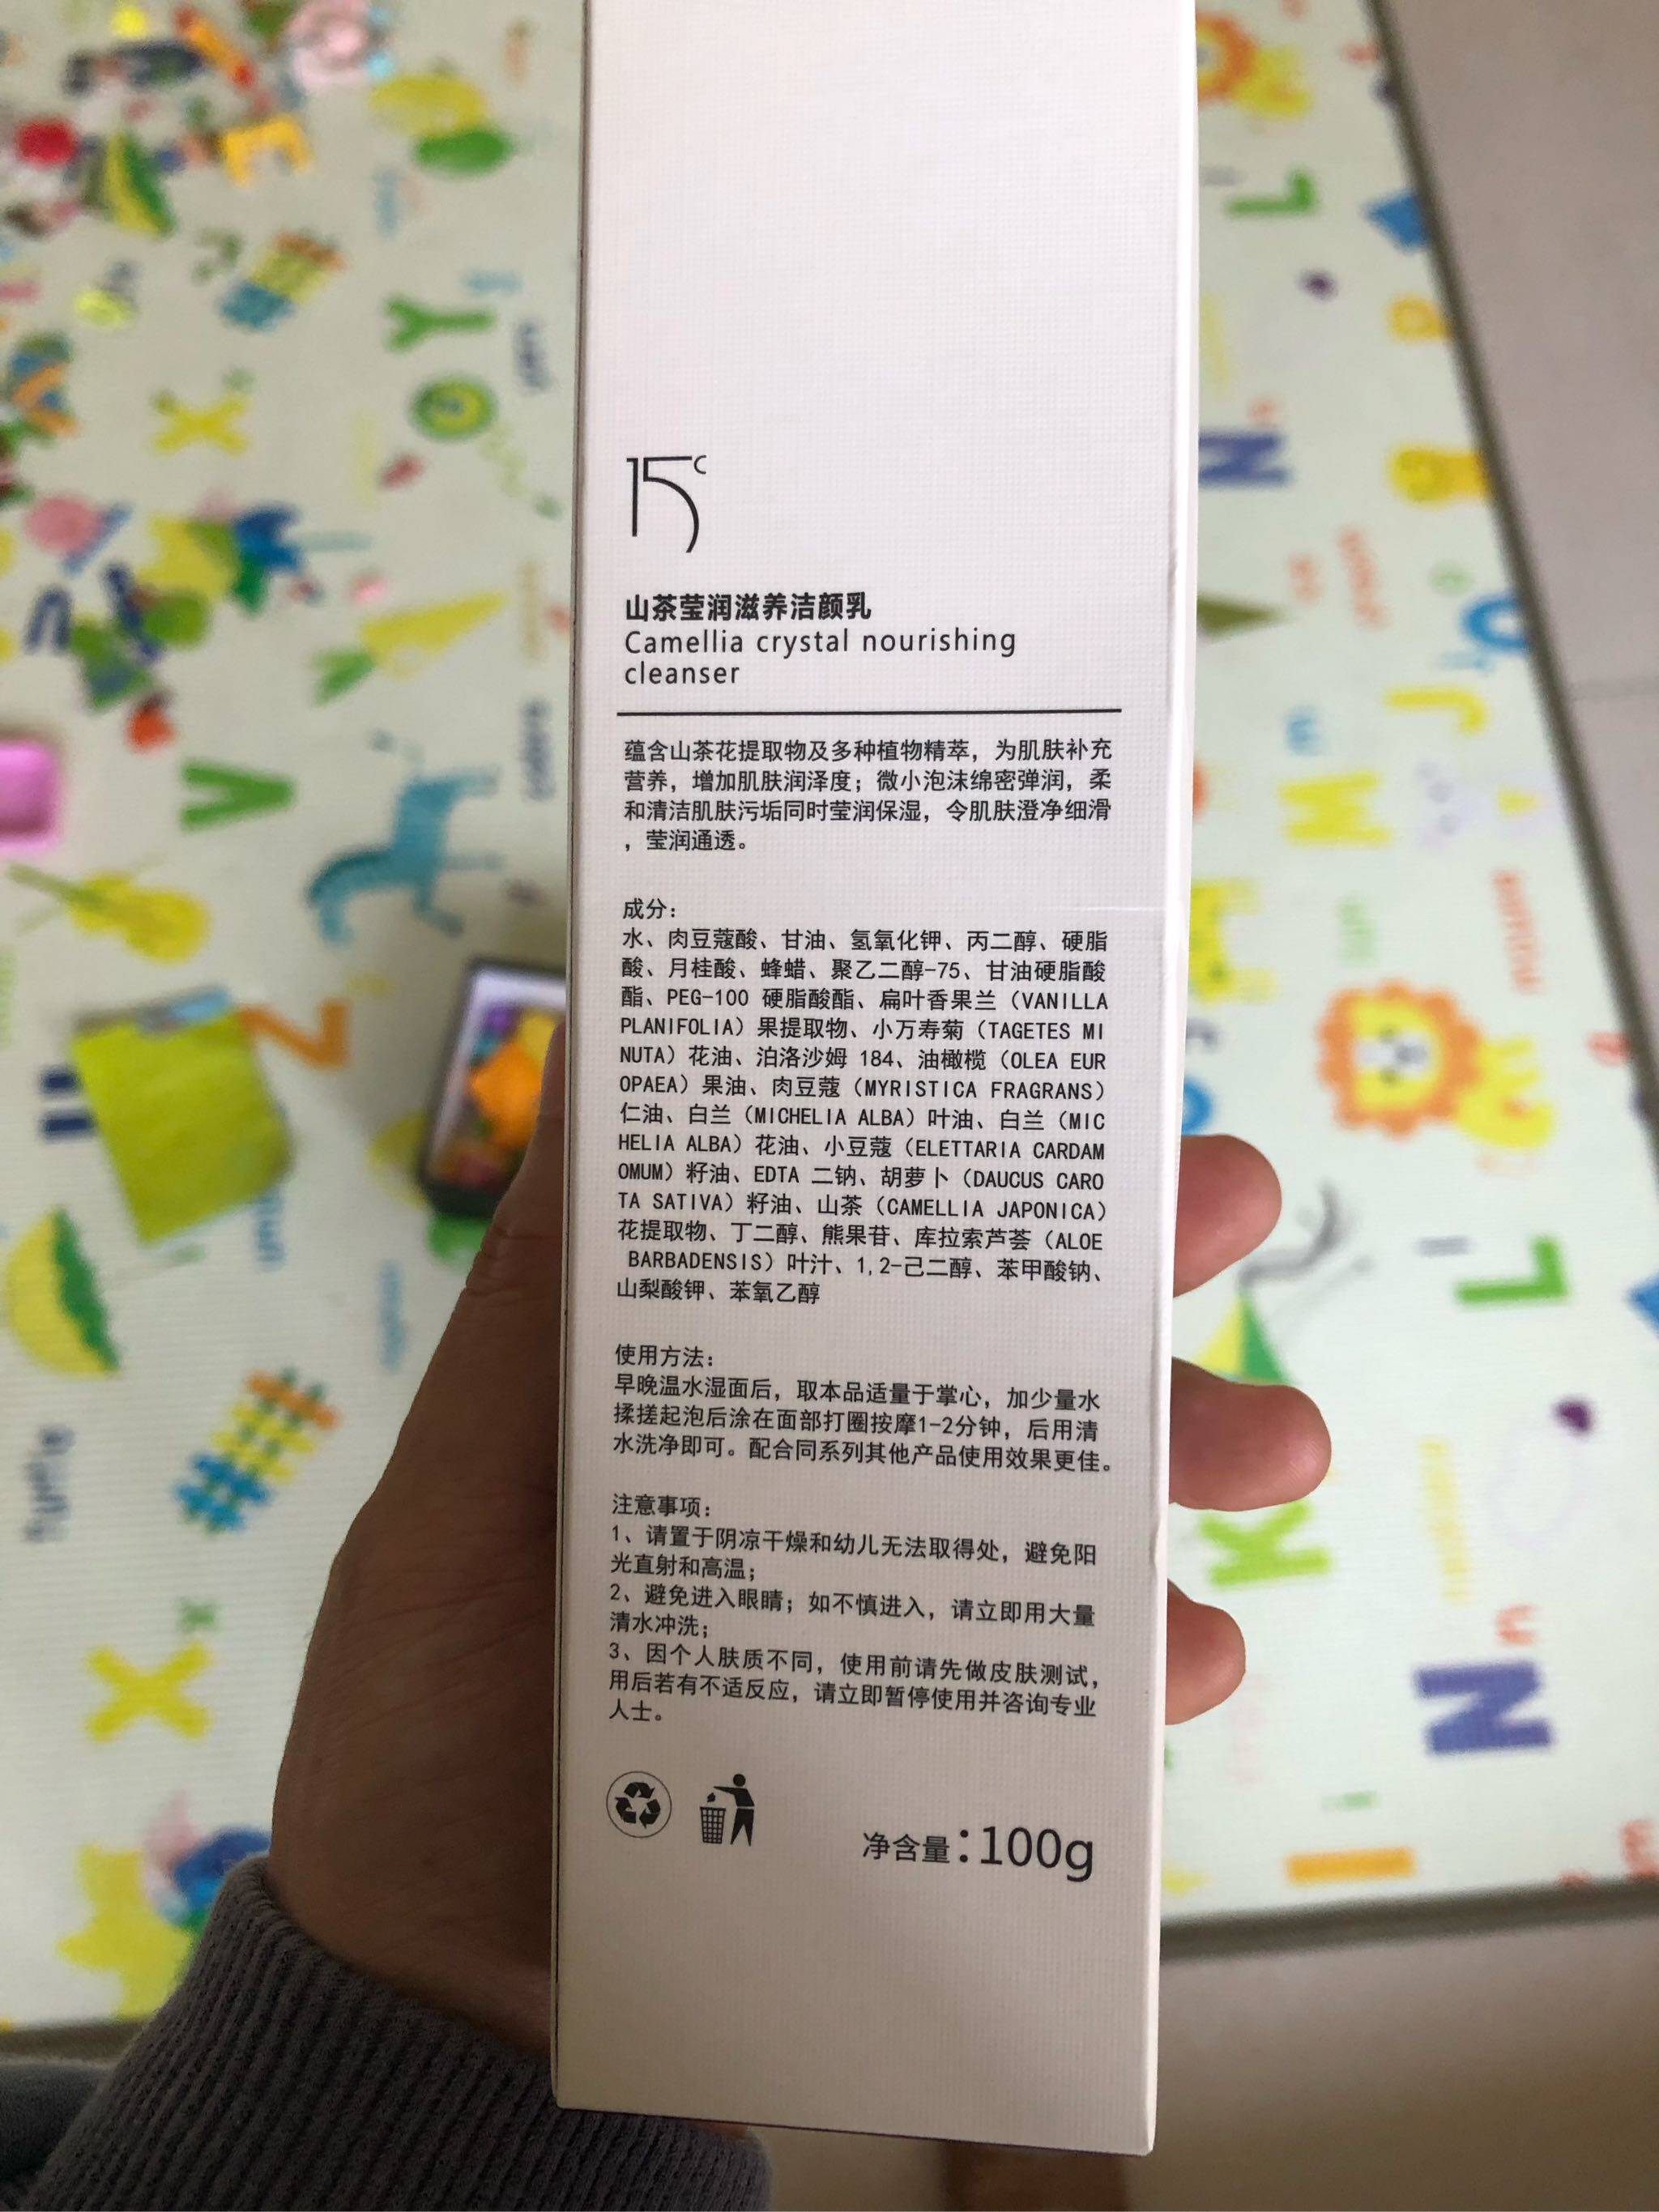 15c
山茶莹润滋养洁颜乳
Camellia crystal nourishing
cleanser
蕴含山茶花提取物及多种植物精萃，为肌肤补充
营养，增加肌肤润泽度；微小泡沫绵密弹润，柔
和清洁肌肤污垢同时莹润保湿，令肌肤澄净细滑
，莹润通透。
成分：
水、肉豆蔻酸、甘油、氢氧化钾、丙二醇、硬脂
酸、月桂酸、蜂蜡、聚乙二醇-75、甘油硬脂酸
酯、PEG-100 硬脂酸酯、扁叶香果兰（VANILLA
PLANIFOLIA）果提取物、小万寿菊（TAGETES MI
NUTA）花油、泊洛沙姆 184、油橄榄（OLEA EUR
OPAEA）果油、肉豆蔻（MYRISTICA FRAGRANS）
仁油、白兰（MICHELIA ALBA）叶油、白兰（MIC
HELIA ALBA）花油、小豆蔻（ELETTARIA CARDAM
OMUM）籽油、EDTA 二钠、胡萝卜（DAUCUS CARO
TA SATIVA）籽油、山茶（CAMELLIA JAPONICA）
花提取物、丁二醇、熊果苷、库拉索芦荟（ALOE
BARBADENSIS）叶汁、1,2-己二醇、苯甲酸钠、
山梨酸钾、苯氧乙醇
使用方法：
早晚温水湿面后，取本品适量于掌心，加少量水
揉搓起泡后涂在面部打圈按摩1-2分钟，后用清
水洗净即可。配合同系列其他产品使用效果更佳。
注意事项：
1、请置于阴凉干燥和幼儿无法取得处，避免阳
光直射和高温；
2、避免进入眼睛；如不慎进入，请立即用大量
清水冲洗；
3、因个人肤质不同，使用前请先做皮肤测试，
用后若有不适反应，请立即暂停使用并咨询专业
人士。
净含量：100g